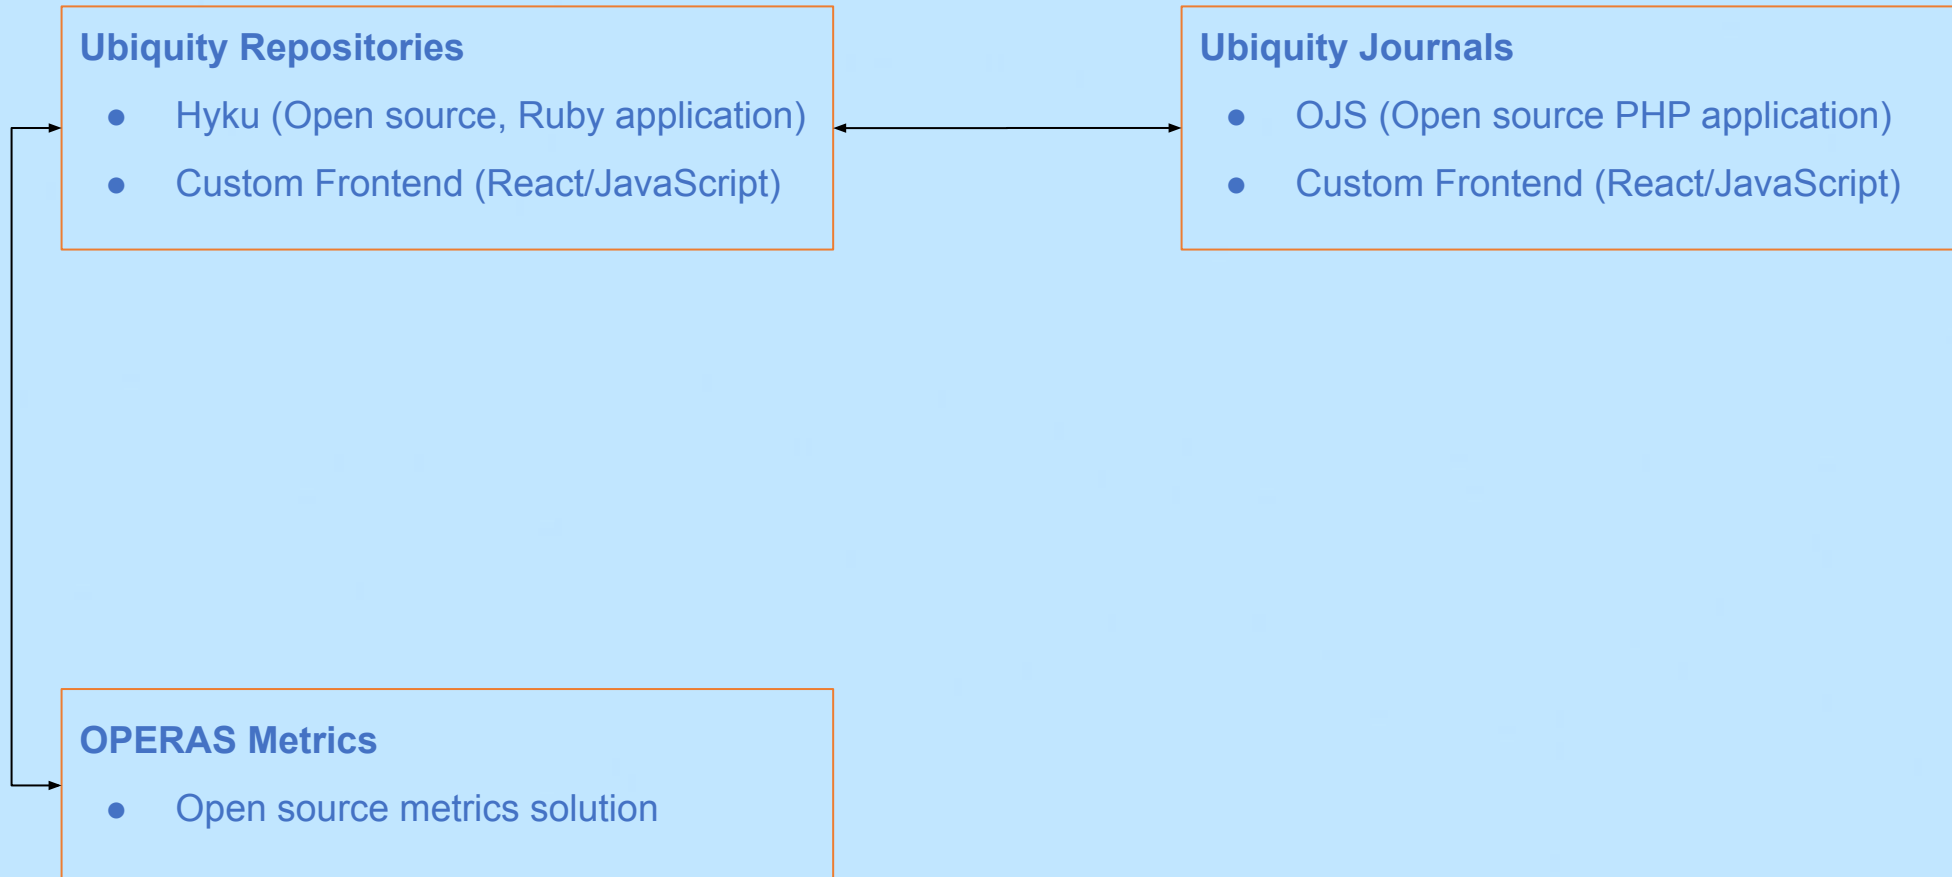 Ubiquity Repositories
● Hyku (Open source, Ruby application)
● Custom Frontend (React/JavaScript)
Ubiquity Journals
● OJS (Open source PHP application)
● Custom Frontend (React/JavaScript)
OPERAS Metrics
● Open source metrics solution